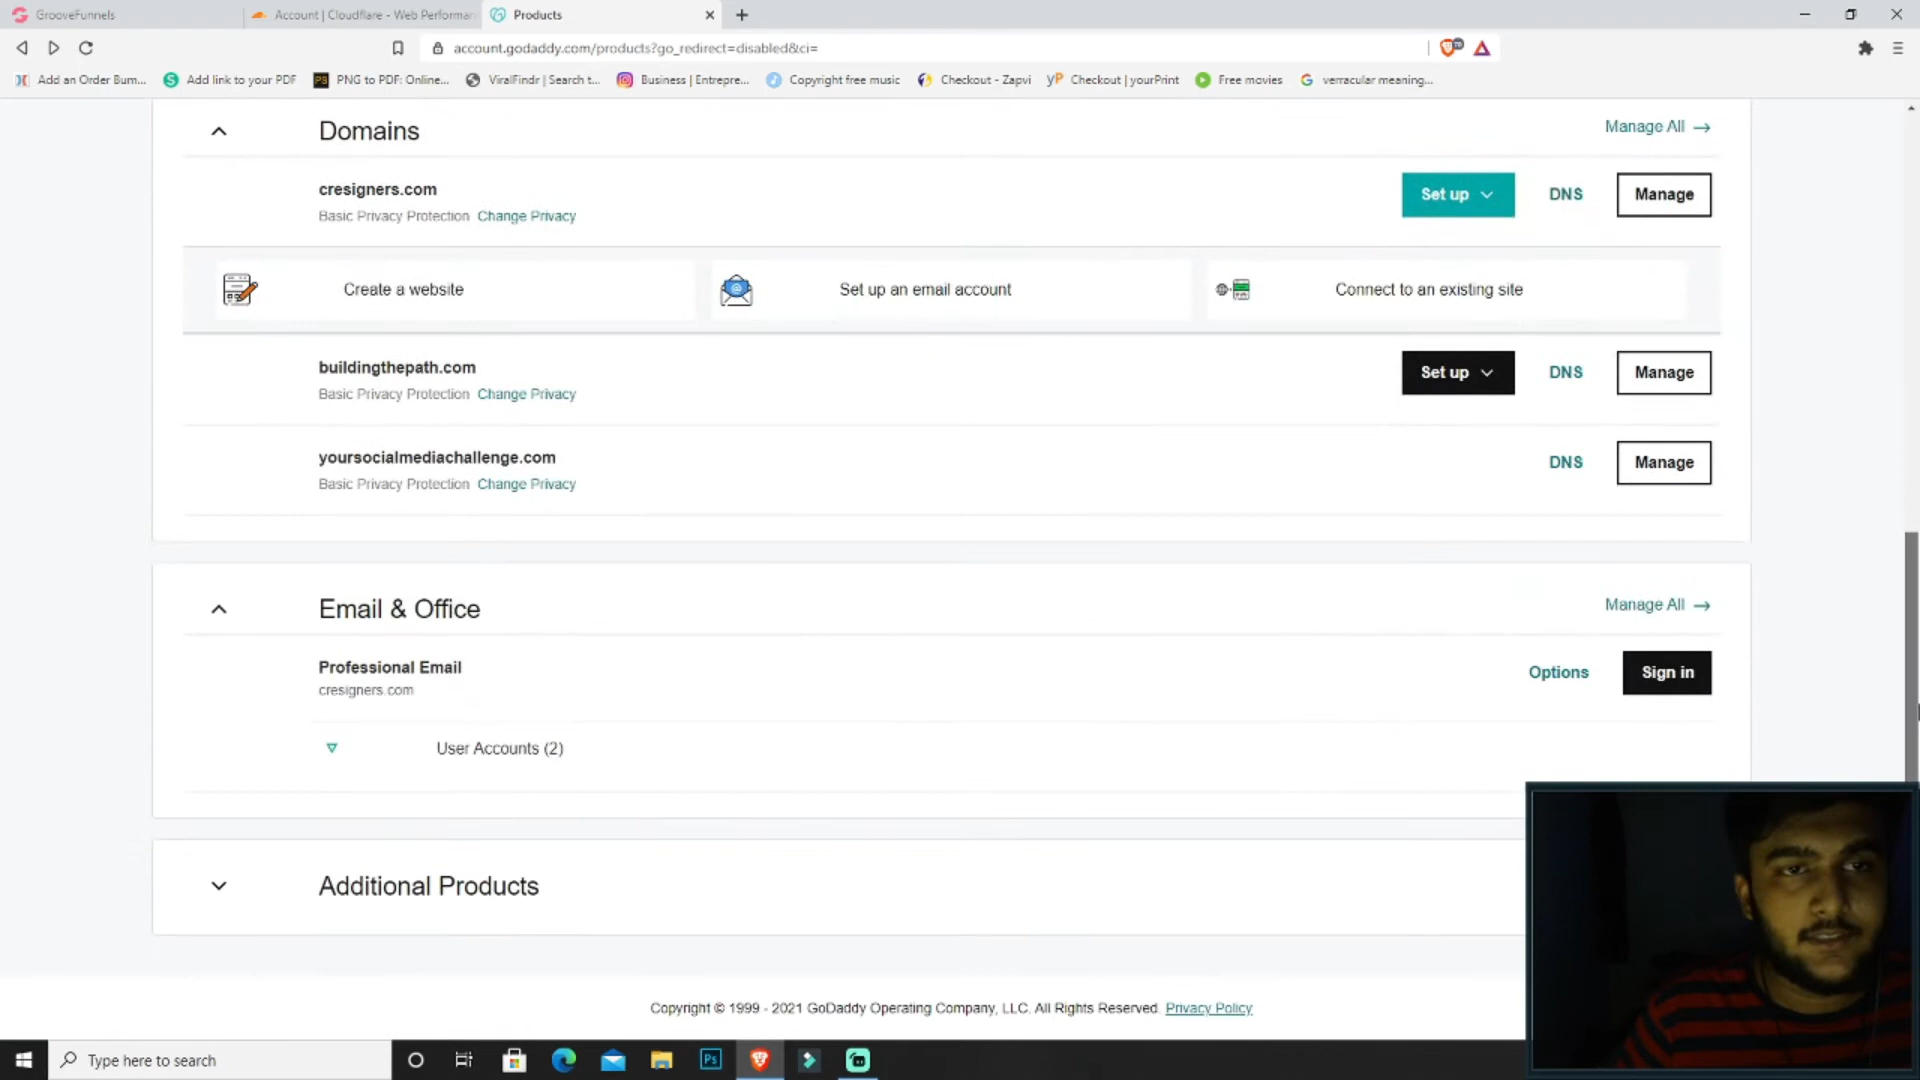 GrooveFunnels
Account | Cloudflare - Web Performan
Products
account.godaddy.com/products?go_redirect=disabled&ci=
Add an Order Bum...
Add link to your PDF
PNG to PDF: Online...
ViralFindr | Search t...
Business | Entrepre...
Copyright free music
Checkout - Zapvi
Checkout | yourPrint
Free movies
verracular meaning...
Domains
Manage All →
cresigners.com
Basic Privacy Protection Change Privacy
Set up
DNS
Manage
Create a website
Set up an email account
Connect to an existing site
buildingthepath.com
Basic Privacy Protection Change Privacy
Set up
DNS
Manage
yoursocialmediachallenge.com
Basic Privacy Protection Change Privacy
DNS
Manage
Email & Office
Manage All →
Professional Email
cresigners.com
Options
Sign in
User Accounts (2)
Additional Products
Copyright © 1999 - 2021 GoDaddy Operating Company, LLC. All Rights Reserved. Privacy Policy
Type here to search
Ps